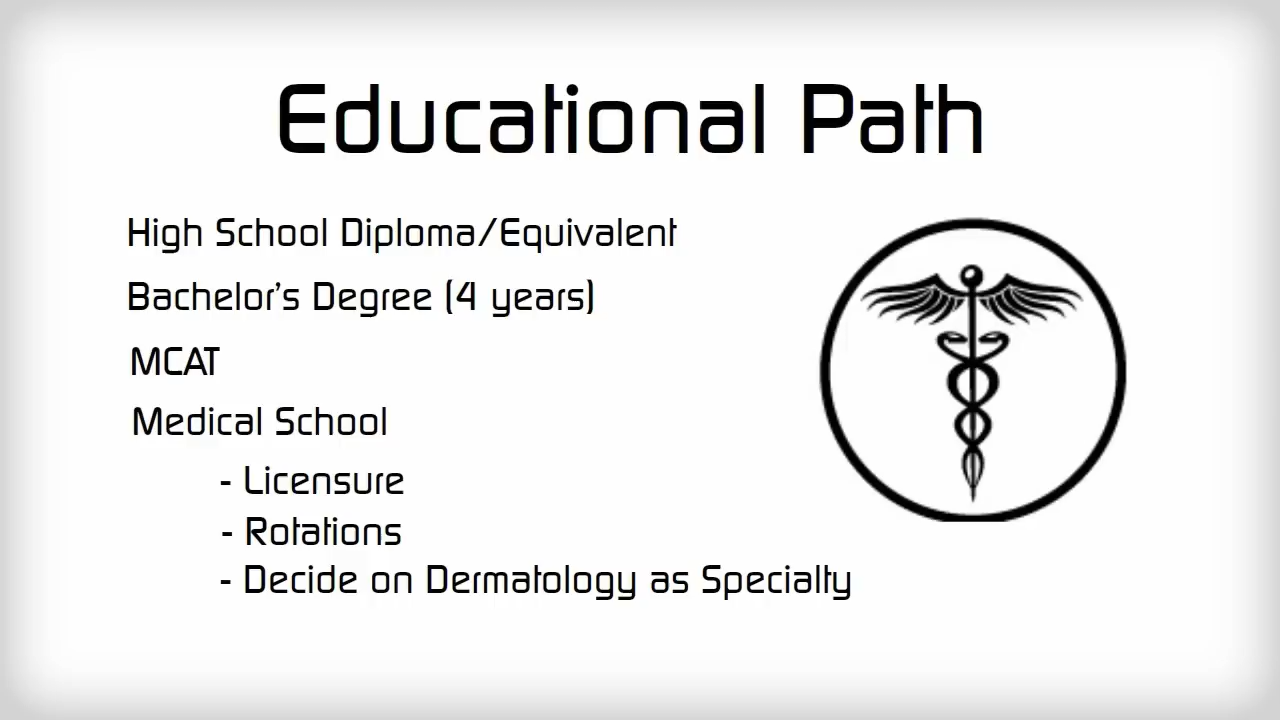 Educational Path
High School Diploma/Equivalent
Bachelor's Degree (4 years)
MCAT
Medical School
- Licensure
- Rotations
- Decide on Dermatology as Specialty